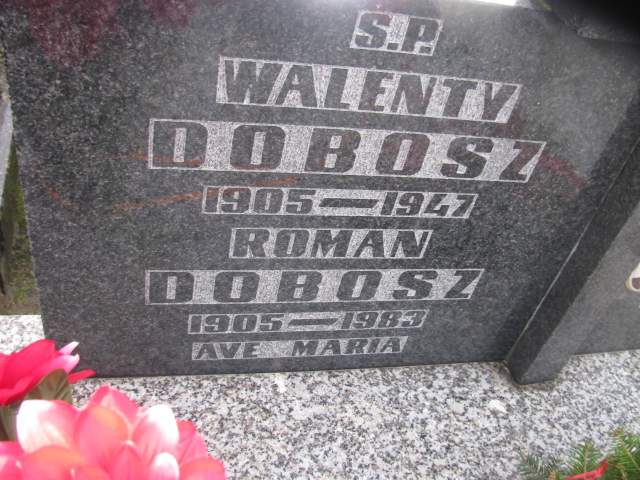 S.P.
WALENTY
DOBOSZ
1905—1947
ROMAN
DOBOSZ
1905—1983
AVE MARIA